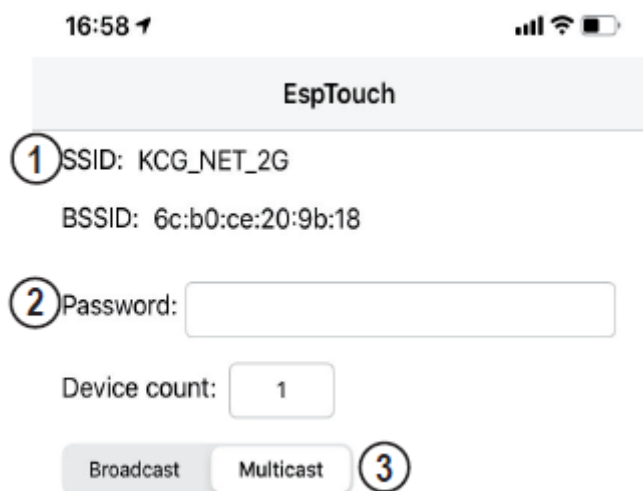 16:58
EspTouch
1 SSID: KCG_NET_2G
BSSID: 6c:b0:ce:20:9b:18
2 Password:
Device count: 1
Broadcast Multicast 3